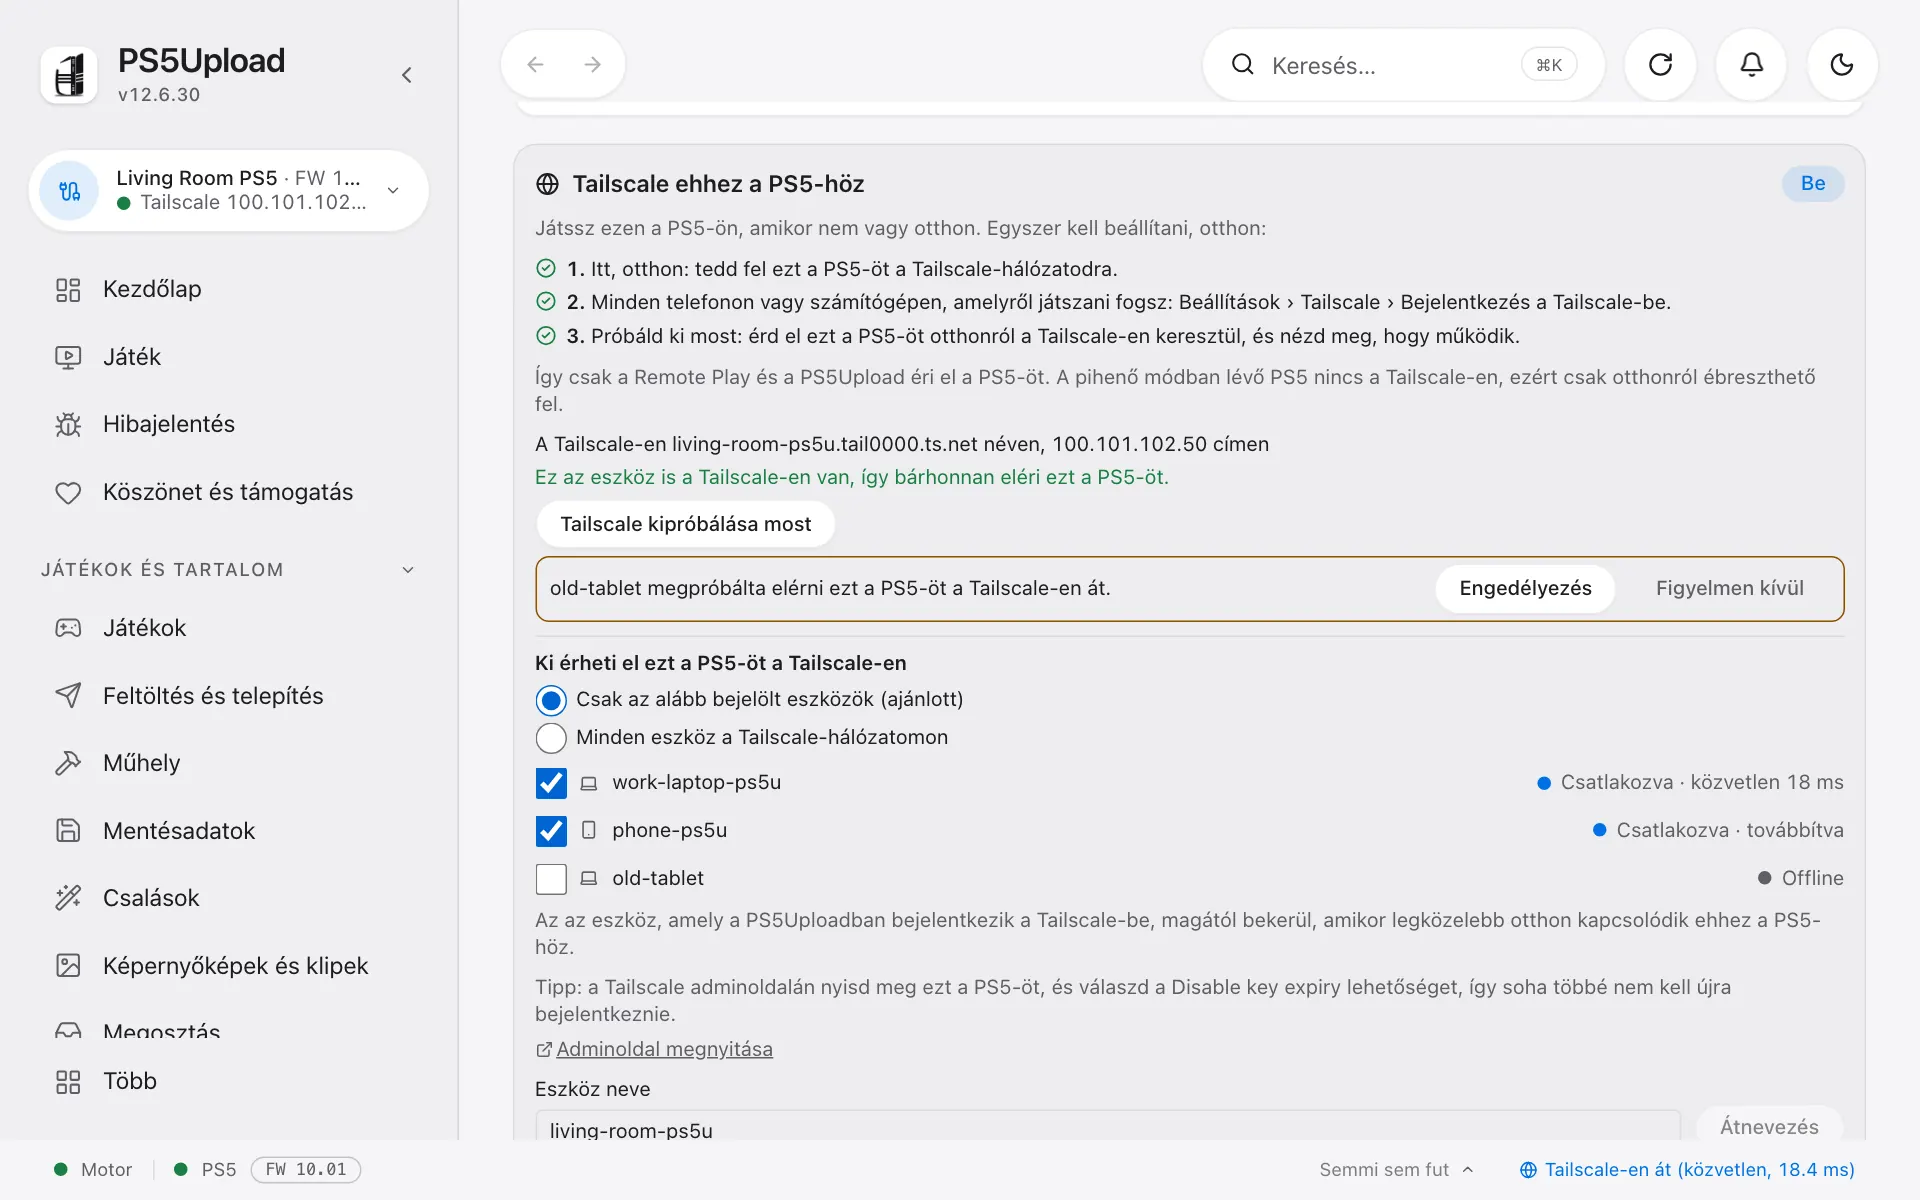 PS5Upload
v12.6.30
Living Room PS5 · FW 1...
Tailscale 100.101.102...
Kezdőlap
Játék
Hibajelentés
Köszönet és támogatás
JÁTÉKOK ÉS TARTALOM
Játékok
Feltöltés és telepítés
Műhely
Mentésadatok
Csalások
Képernyőképek és klipek
Megosztás
Több
Keresés...
⌘K
Tailscale ehhez a PS5-höz
Be
Játssz ezen a PS5-ön, amikor nem vagy otthon. Egyszer kell beállítani, otthon:
1. Itt, otthon: tedd fel ezt a PS5-öt a Tailscale-hálózatodra.
2. Minden telefonon vagy számítógépen, amelyről játszani fogsz: Beállítások › Tailscale › Bejelentkezés a Tailscale-be.
3. Próbáld ki most: érd el ezt a PS5-öt otthonról a Tailscale-en keresztül, és nézd meg, hogy működik.
Így csak a Remote Play és a PS5Upload éri el a PS5-öt. A pihenő módban lévő PS5 nincs a Tailscale-en, ezért csak otthonról ébreszthető
fel.
A Tailscale-en living-room-ps5u.tail0000.ts.net néven, 100.101.102.50 címen
Ez az eszköz is a Tailscale-en van, így bárhonnan eléri ezt a PS5-öt.
Tailscale kipróbálása most
old-tablet megpróbálta elérni ezt a PS5-öt a Tailscale-en át.
Engedélyezés
Figyelmen kívül
Ki érheti el ezt a PS5-öt a Tailscale-en
Csak az alább bejelölt eszközök (ajánlott)
Minden eszköz a Tailscale-hálózatomon
work-laptop-ps5u
Csatlakozva · közvetlen 18 ms
phone-ps5u
Csatlakozva · továbbítva
old-tablet
Offline
Az az eszköz, amely a PS5Uploadban bejelentkezik a Tailscale-be, magától bekerül, amikor legközelebb otthon kapcsolódik ehhez a PS5-
höz.
Tipp: a Tailscale adminoldalán nyisd meg ezt a PS5-öt, és válaszd a Disable key expiry lehetőséget, így soha többé nem kell újra
bejelentkeznie.
Adminoldal megnyitása
Eszköz neve
living-room-ps5u
Átnevezés
Motor
PS5
FW 10.01
Semmi sem fut
Tailscale-en át (közvetlen, 18.4 ms)